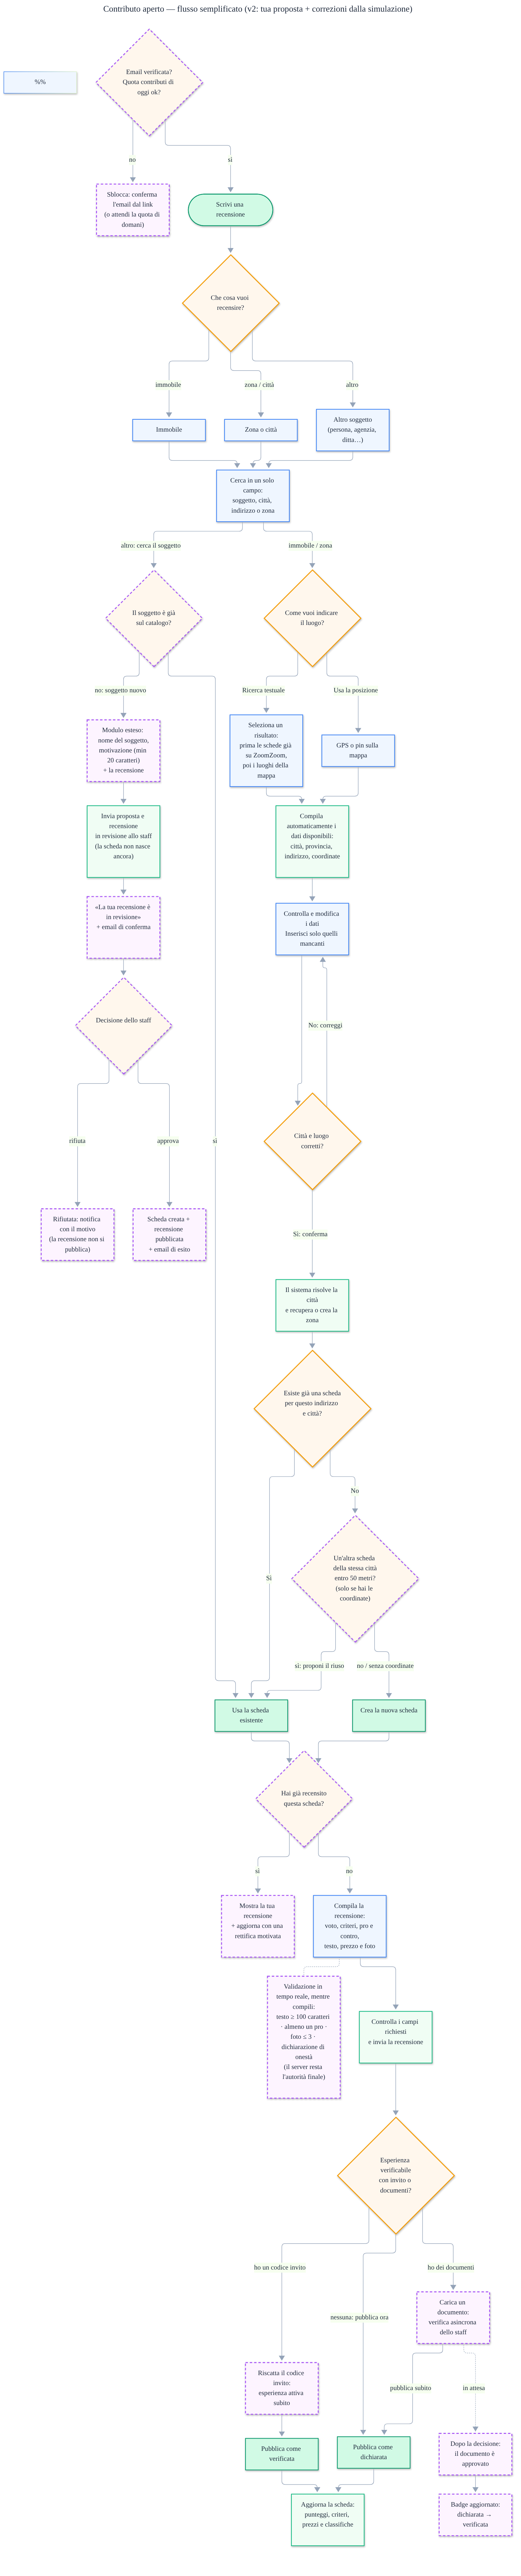 Contributo aperto — flusso semplificato (v2: tua proposta + correzioni dalla simulazione)
%%
Email verificata?
Quota contributi di
oggi ok?
no
sì
Sblocca: conferma
l'email dal link
(o attendi la quota di
domani)
Scrivi una
recensione
Che cosa vuoi
recensire?
immobile
zona / città
altro
Immobile
Zona o città
Altro soggetto
(persona, agenzia,
ditta…)
Cerca in un solo
campo:
soggetto, città,
indirizzo o zona
altro: cerca il soggetto
immobile / zona
Il soggetto è già
sul catalogo?
Come vuoi indicare
il luogo?
no: soggetto nuovo
Ricerca testuale
Usa la posizione
Modulo esteso:
nome del soggetto,
motivazione (min
20 caratteri)
+ la recensione
Seleziona un
risultato:
prima le schede già
su ZoomZoom,
poi i luoghi della
mappa
GPS o pin sulla
mappa
Invia proposta e
recensione
in revisione allo staff
(la scheda non nasce
ancora)
Compila
automaticamente i
dati disponibili:
città, provincia,
indirizzo, coordinate
«La tua recensione è
in revisione»
+ email di conferma
Controlla e modifica
i dati
Inserisci solo quelli
mancanti
Decisione dello staff
No: correggi
rifiuta
approva
sì
Città e luogo
corretti?
Rifiutata: notifica
con il motivo
(la recensione non si
pubblica)
Scheda creata +
recensione
pubblicata
+ email di esito
Sì: conferma
Il sistema risolve la
città
e recupera o crea la
zona
Esiste già una scheda
per questo indirizzo
e città?
No
Sì
Un'altra scheda
della stessa città
entro 50 metri?
(solo se hai le
coordinate)
sì: proponi il riuso
no / senza coordinate
Usa la scheda
esistente
Crea la nuova scheda
Hai già recensito
questa scheda?
sì
no
Mostra la tua
recensione
+ aggiorna con una
rettifica motivata
Compila la
recensione:
voto, criteri, pro e
contro,
testo, prezzo e foto
Validazione in
tempo reale, mentre
compili:
testo ≥ 100 caratteri
· almeno un pro ·
foto ≤ 3 ·
dichiarazione di
onestà
(il server resta
l'autorità finale)
Controlla i campi
richiesti
e invia la recensione
Esperienza
verificabile
con invito o
documenti?
ho un codice invito
ho dei documenti
nessuna: pubblica ora
Carica un
documento:
verifica asincrona
dello staff
Riscatta il codice
invito:
esperienza attiva
subito
pubblica subito
in attesa
Pubblica come
verificata
Pubblica come
dichiarata
Dopo la decisione:
il documento è
approvato
Aggiorna la scheda:
punteggi, criteri,
prezzi e classifiche
Badge aggiornato:
dichiarata →
verificata